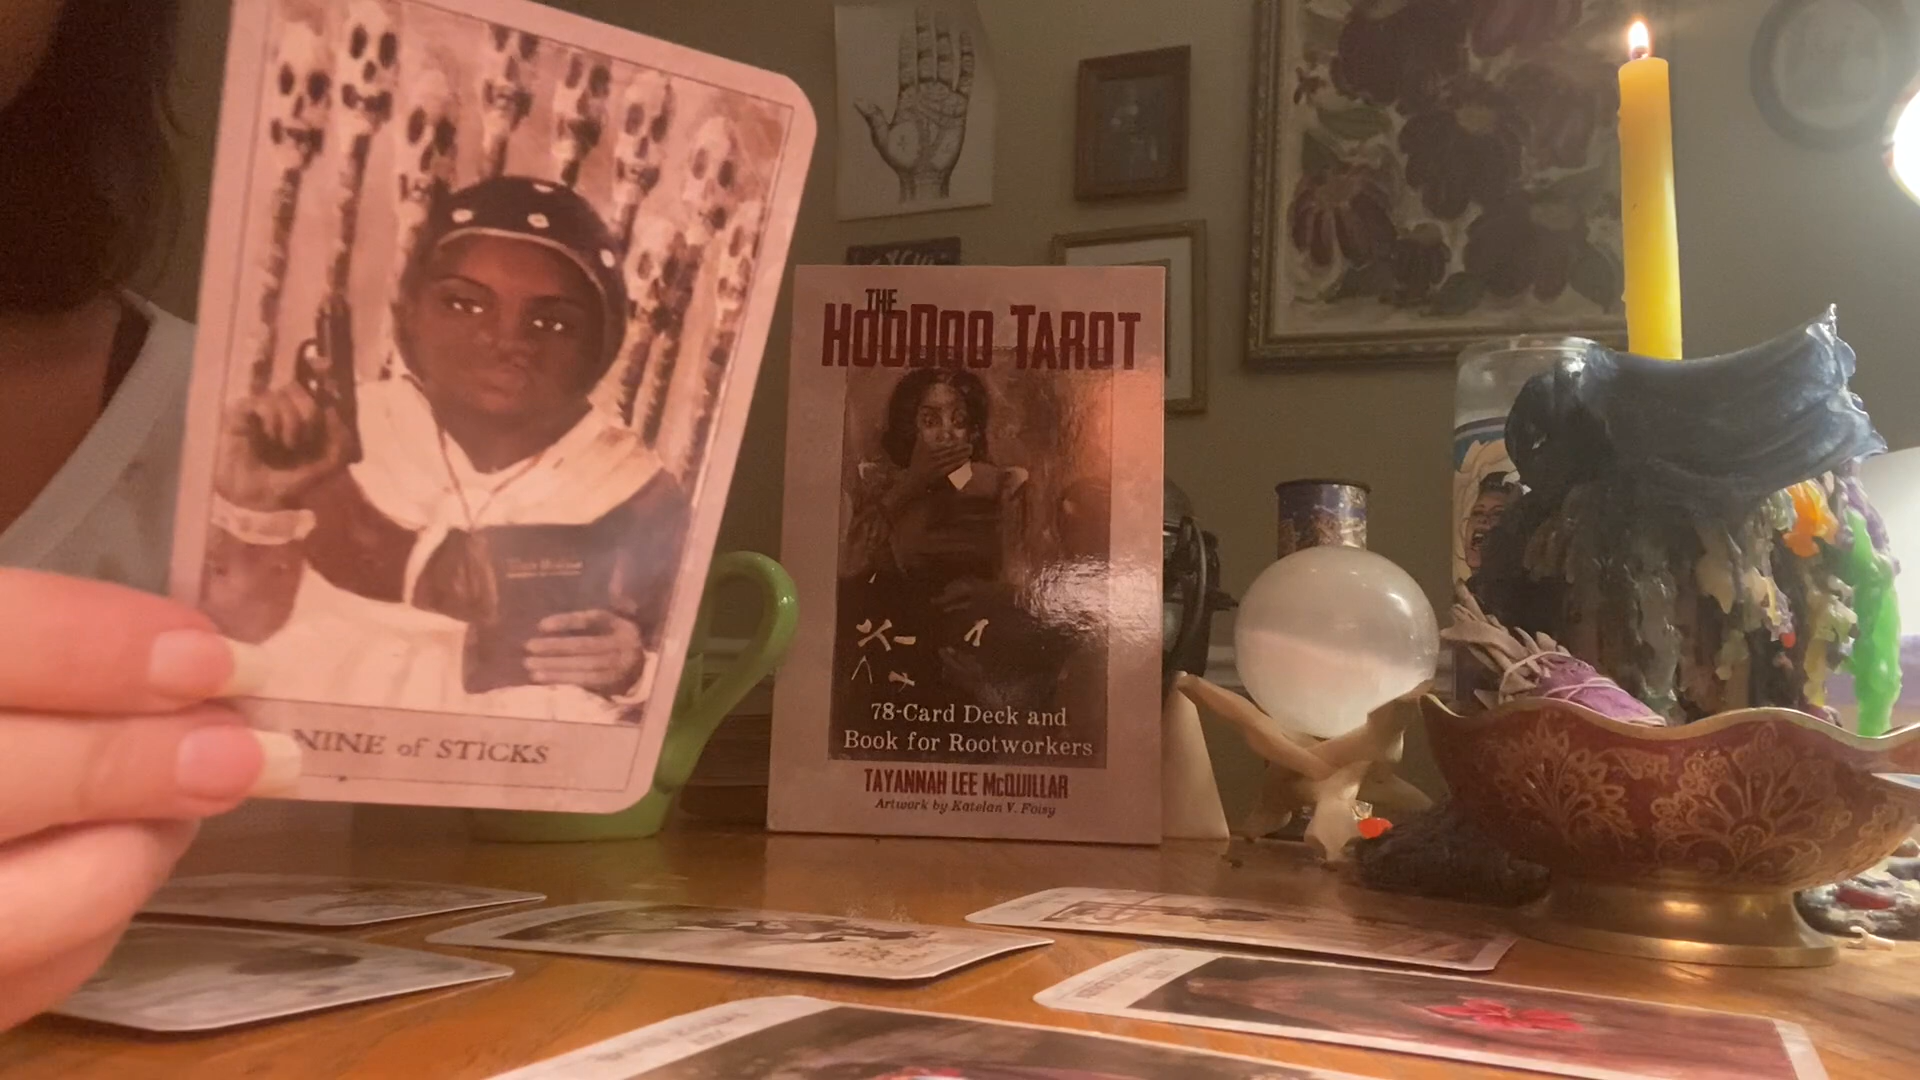 NINE of STICKS
THE
HOODOO TAROT
78-Card Deck and
Book for Rootworkers
TAYANNAH LEE McQUILLAR
Artwork by Katelan V. Foisy